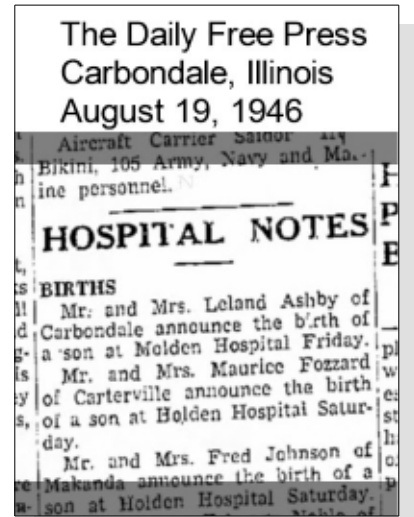 The Daily Free Press
Carbondale, Illinois
August 19, 1946
Aircraft Carrier Saidor
Bikini, 105 Army, Navy and Ma-
ine personnel.
HOSPITAL NOTES
BIRTHS
Mr. and Mrs. Leland Ashby of
Carbondale announce the birth of
a son at Holden Hospital Friday.
Mr. and Mrs. Maurice Fozzard
of Carterville announce the birth
of a son at Holden Hospital Satur-
day.
Mr. and Mrs. Fred Johnson of
Makanda announce the birth of a
son at Holden Hospital Saturday.